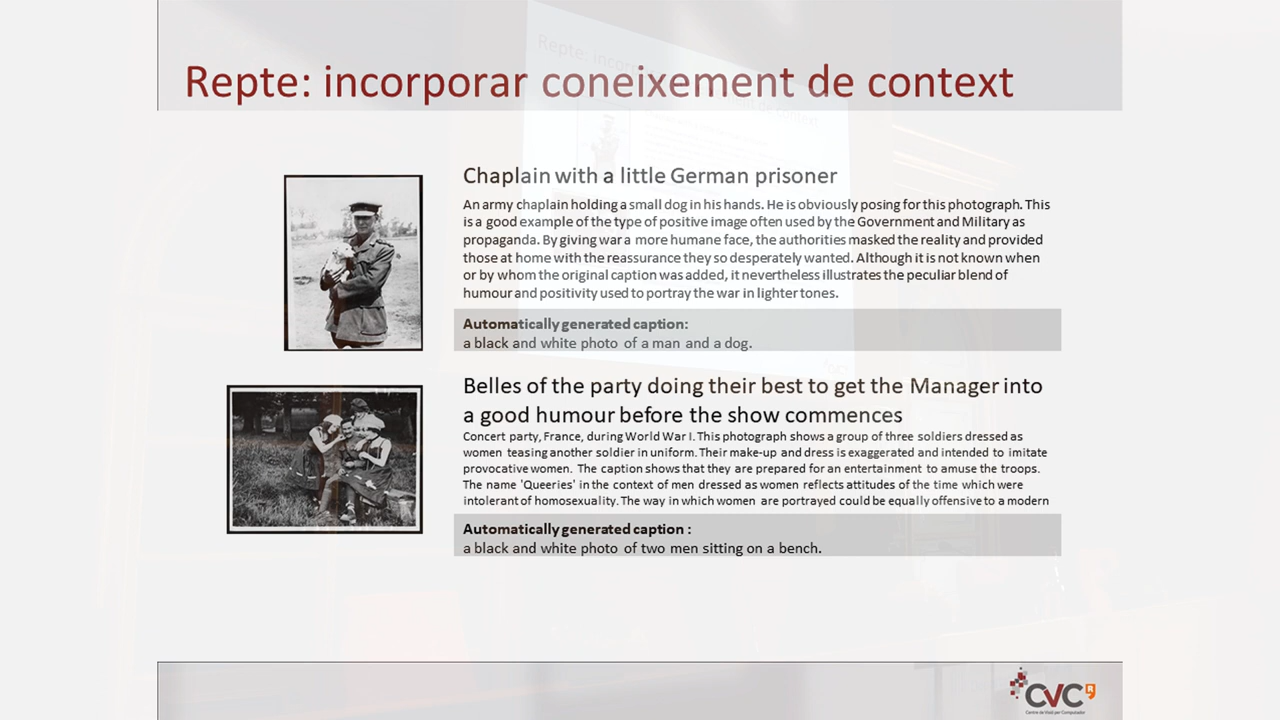 Repte: incorporar coneixement de context
Chaplain with a little German prisoner
An army chaplain holding a small dog in his hands. He is obviously posing for this photograph. This
is a good example of the type of positive image often used by the Government and Military as
propaganda. By giving war a more humane face, the authorities masked the reality and provided
those at home with the reassurance they so desperately wanted. Although it is not known when
or by whom the original caption was added, it nevertheless illustrates the peculiar blend of
humour and positivity used to portray the war in lighter tones.
Automatically generated caption:
a black and white photo of a man and a dog.
Belles of the party doing their best to get the Manager into
a good humour before the show commences
Concert party, France, during World War I. This photograph shows a group of three soldiers dressed as
women teasing another soldier in uniform. Their make-up and dress is exaggerated and intended to imitate
provocative women. The caption shows that they are prepared for an entertainment to amuse the troops.
The name 'Queeries' in the context of men dressed as women reflects attitudes of the time which were
intolerant of homosexuality. The way in which women are portrayed could be equally offensive to a modern
Automatically generated caption :
a black and white photo of two men sitting on a bench.
CVC
Centre de Visió per Computador